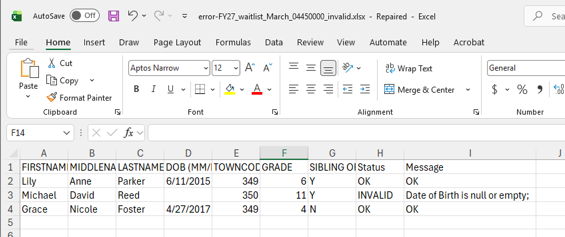 AutoSave Off error-FY27_waitlist_March_04450000_invalid.xlsx - Repaired - Excel
File Home Insert Draw Page Layout Formulas Data Review View Automate Help Acrobat
Paste Cut Copy Format Painter Clipboard
Aptos Narrow 12 A A B I U A Font
ab Wrap Text Merge & Center Alignment
General $ % , Number
F14 fx
A B C D E F G H I J
1 FIRSTNAM MIDDLENA LASTNAME DOB (MM/ TOWNCOD GRADE SIBLING OF Status Message
2 Lily Anne Parker 6/11/2015 349 6 Y OK OK
3 Michael David Reed 350 11 Y INVALID Date of Birth is null or empty;
4 Grace Nicole Foster 4/27/2017 349 4 N OK OK